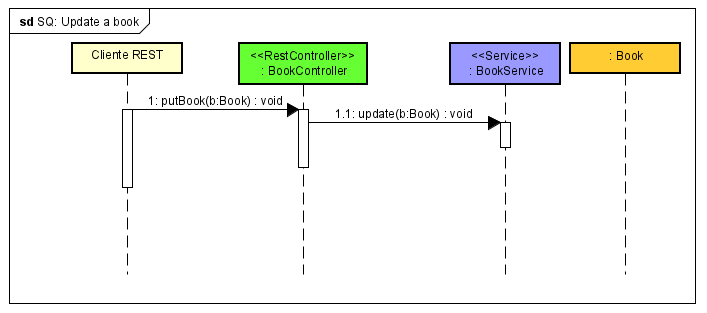 sd SQ: Update a book
Cliente REST
<<RestController>>
: BookController
<<Service>>
: BookService
: Book
1: putBook(b:Book) : void
1.1: update(b:Book) : void